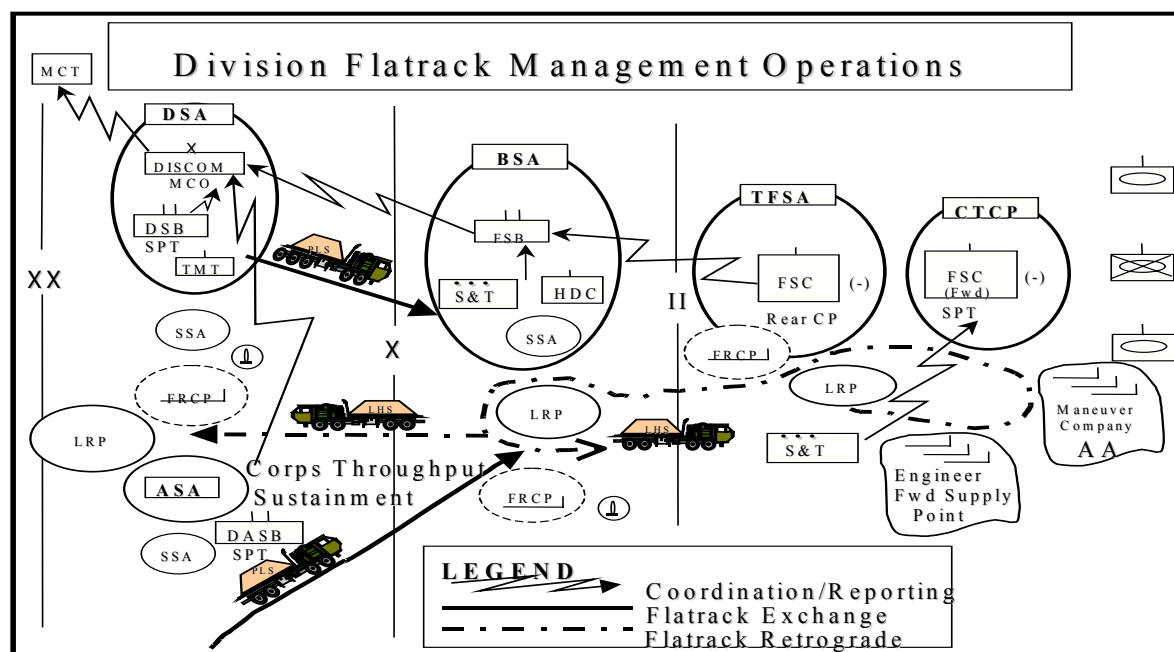 Division Flatrack Management Operations
MCT
DSA
X
DISCOM
MCO
DSB
SPT
TMT
PLS
XX
SSA
FRCP
LRP
ASA
SSA
DASB
SPT
PLS
X
BSA
FSB
S&T
HDC
SSA
LHS
LRP
FRCP
Corps Throughput
Sustainment
II
TFSA
FSC
(-)
Rear CP
FRCP
LHS
CTCP
FSC
(Fwd)
SPT
(-)
LRP
S&T
Maneuver
Company
AA
Engineer
Fwd Supply
Point
LEGEND
Coordination/Reporting
Flatrack Exchange
Flatrack Retrograde